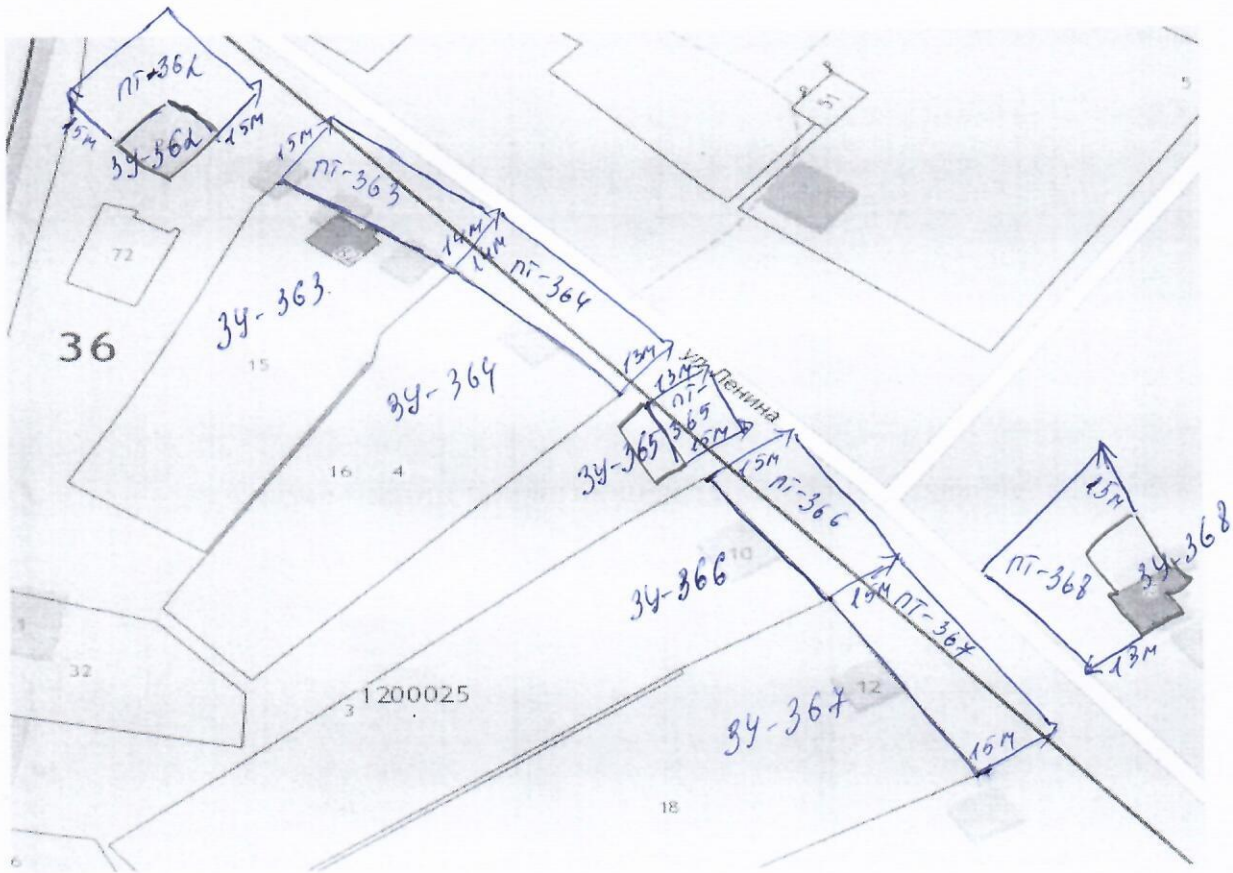 ПТ-362
15м
ЗУ-362
15м
51
5
15м
ПТ-363
72
14м
14м
ПТ-364
ЗУ-363
36
15
ЗУ-364
13м
ул. Ленина
13м
ПТ-
365
15м
ЗУ-365
16
4
15м
ПТ-366
15м
ЗУ-368
ПТ-368
10
ЗУ-366
15м
ПТ-367
13м
32
3
1200025
12
ЗУ-367
15м
18
6